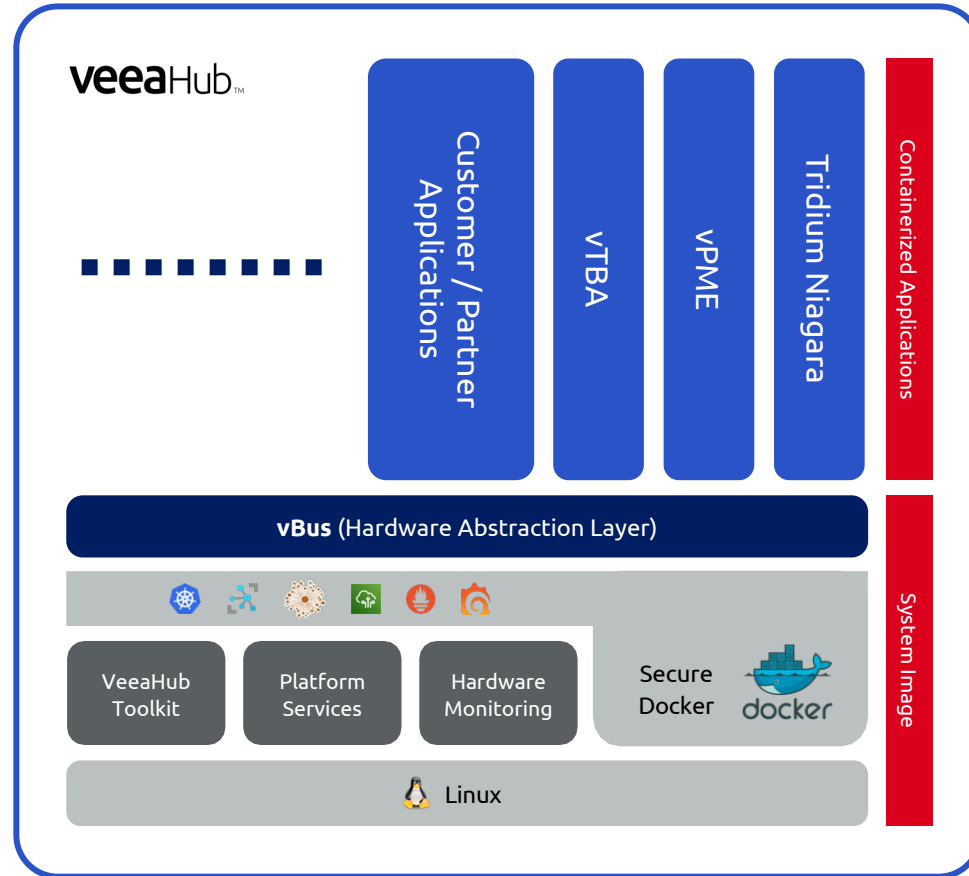 veeaHub™
Customer / Partner
Applications
vTBA
vPME
Tridium Niagara
Containerized Applications
vBus (Hardware Abstraction Layer)
VeeaHub
Toolkit
Platform
Services
Hardware
Monitoring
Secure
Docker
docker
System Image
Linux